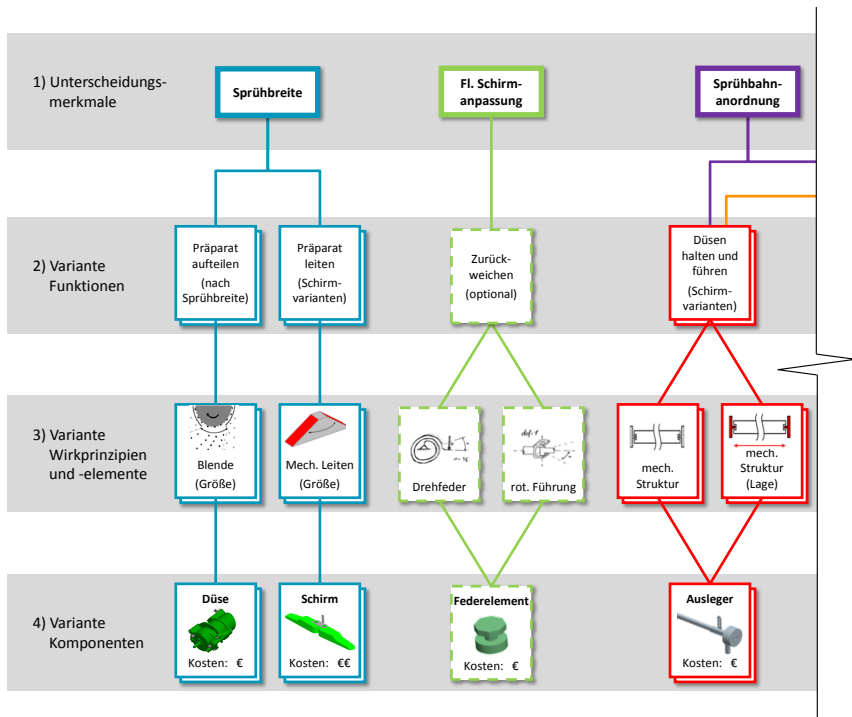 1) Unterscheidungs-
merkmale
Sprühbreite
Fl. Schirm-
anpassung
Sprühbahn-
anordnung
2) Variante
Funktionen
Präparat
aufteilen
(nach
Sprühbreite)
Präparat
leiten
(Schirm-
varianten)
Zurück-
weichen
(optional)
Düsen
halten und
führen
(Schirm-
varianten)
3) Variante
Wirkprinzipien
und -elemente
Blende
(Größe)
Mech. Leiten
(Größe)
Drehfeder
rot. Führung
mech.
Struktur
mech.
Struktur
(Lage)
4) Variante
Komponenten
Düse
Kosten: €
Schirm
Kosten: €€
Federelement
Kosten: €
Ausleger
Kosten: €